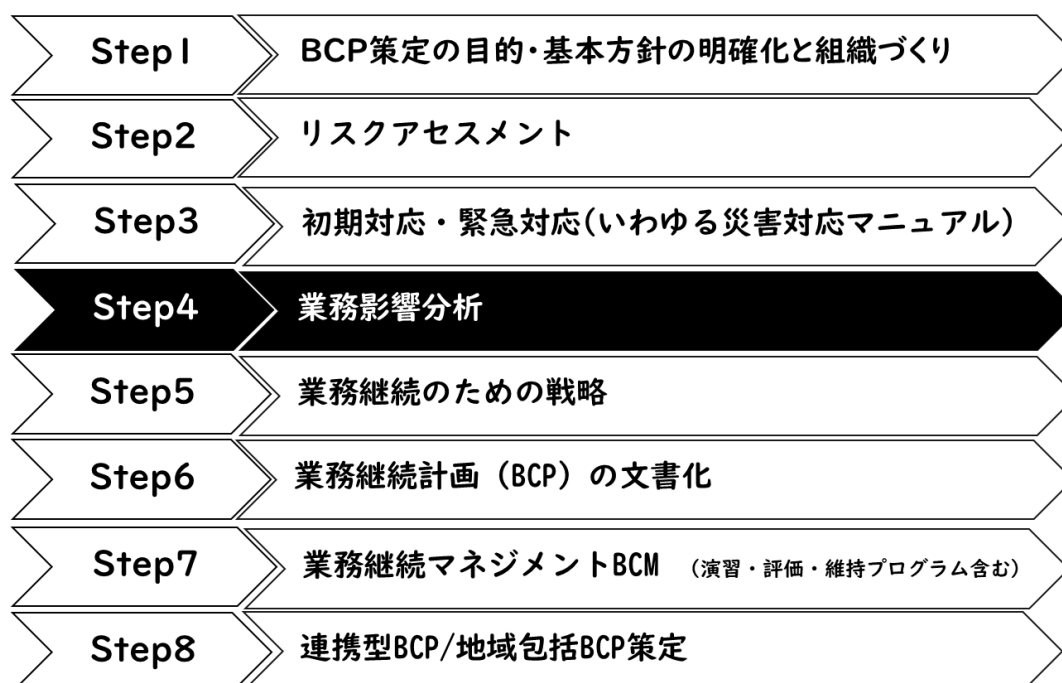 Step1 BCP策定の目的・基本方針の明確化と組織づくり
Step2 リスクアセスメント
Step3 初期対応・緊急対応(いわゆる災害対応マニュアル)
Step4 業務影響分析
Step5 業務継続のための戦略
Step6 業務継続計画（BCP）の文書化
Step7 業務継続マネジメントBCM （演習・評価・維持プログラム含む）
Step8 連携型BCP/地域包括BCP策定